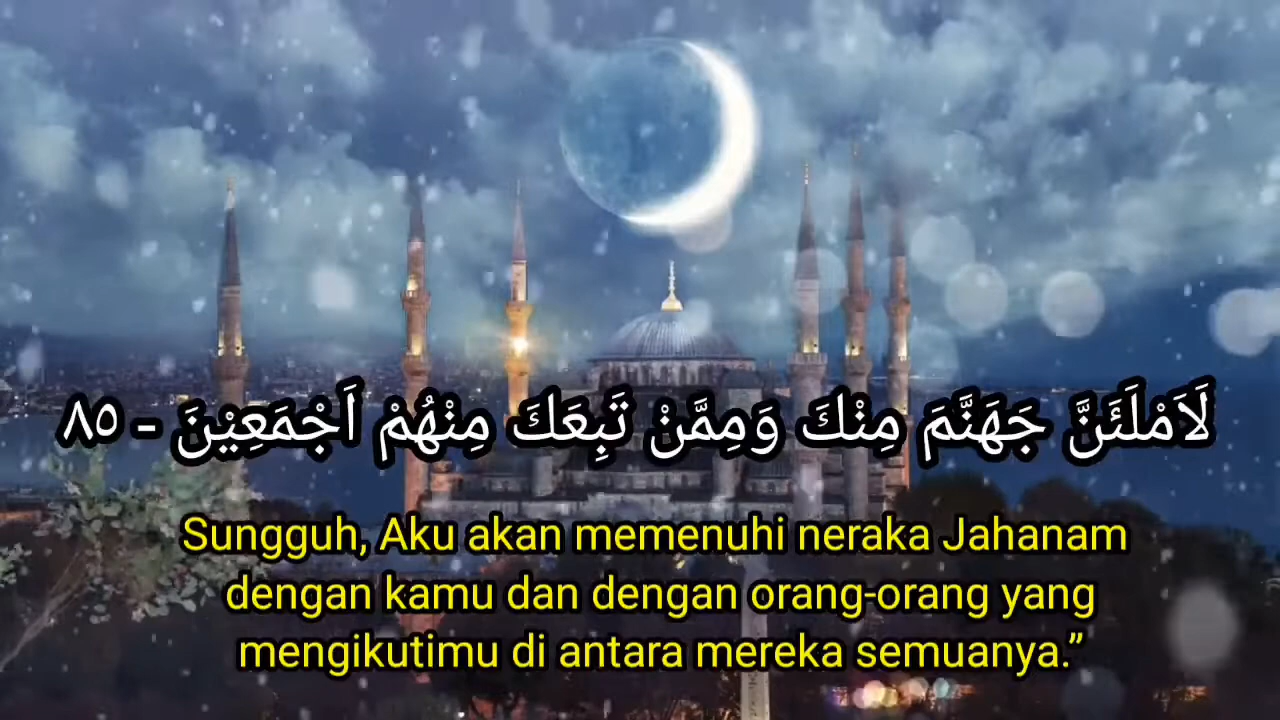 لَاَمْلَـَٔنَّ جَهَنَّمَ مِنْكَ وَمِمَّنْ تَبِعَكَ مِنْهُمْ اَجْمَعِيْنَ - ٨٥
Sungguh, Aku akan memenuhi neraka Jahanam
dengan kamu dan dengan orang-orang yang
mengikutimu di antara mereka semuanya.”